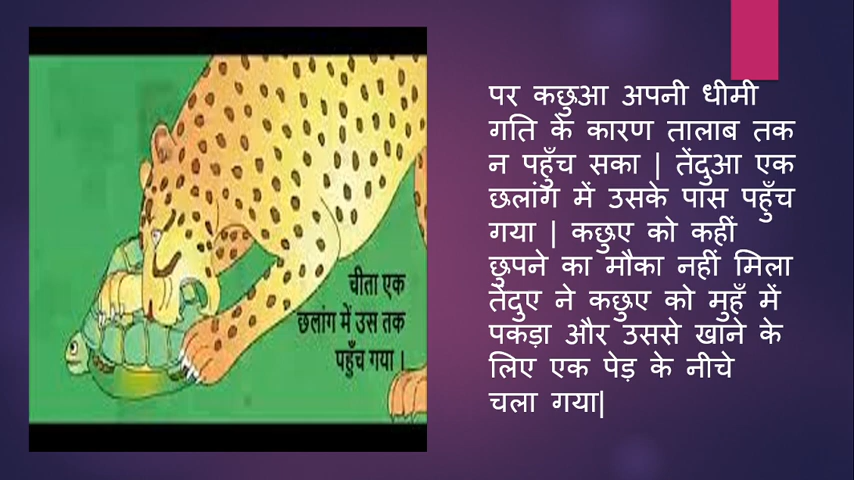 चीता एक
छलांग में उस तक
पहुँच गया ।
पर कछुआ अपनी धीमी
गति के कारण तालाब तक
न पहुँच सका | तेंदुआ एक
छलांग में उसके पास पहुँच
गया | कछुए को कहीं
छुपने का मौका नहीं मिला
तेंदुए ने कछुए को मुहँ में
पकड़ा और उससे खाने के
लिए एक पेड़ के नीचे
चला गया|